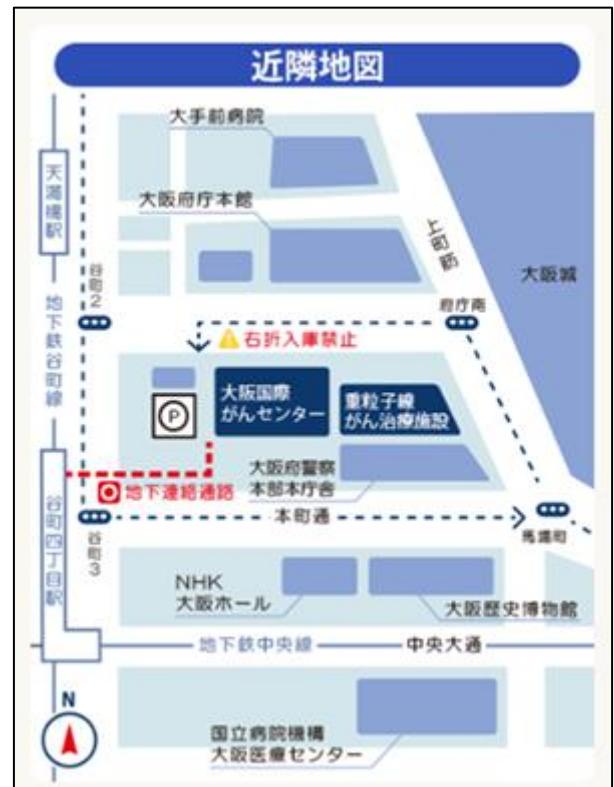 近隣地図
大手前病院
天満橋駅
大阪府庁本館
上町筋
大阪城
谷町2
府庁南
地下鉄谷町線
⚠右折入庫禁止
大阪国際
がんセンター
重粒子線
がん治療施設
P
大阪府警察
本部本庁舎
地下連絡通路
本町通
谷町四丁目駅
谷町3
馬場町
NHK
大阪ホール
大阪歴史博物館
地下鉄中央線
中央大通
N
国立病院機構
大阪医療センター